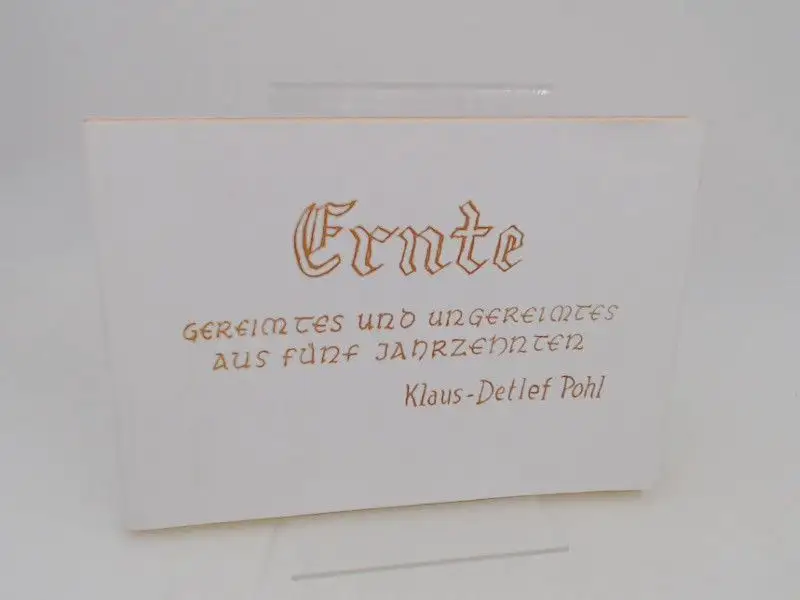 Ernte
GEREIMTES UND UNGEREIMTES
AUS FÜNF JAHRZEHNTEN
Klaus-Detlef Pohl